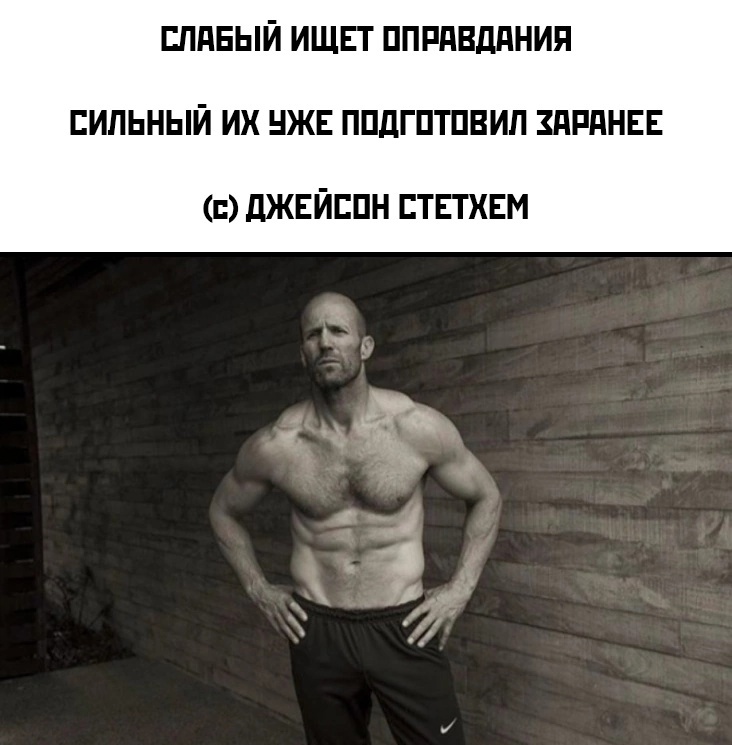 СЛАБЫЙ ИЩЕТ ОПРАВДАНИЯ
СИЛЬНЫЙ ИХ УЖЕ ПОДГОТОВИЛ ЗАРАНЕЕ
(с) ДЖЕЙСОН СТЕТХЕМ